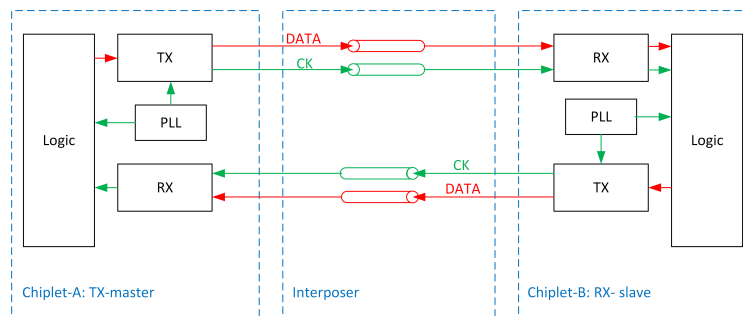 DATA
TX
RX
CK
PLL
PLL
Logic
Logic
CK
RX
DATA
TX
Chiplet-A: TX-master
Interposer
Chiplet-B: RX- slave